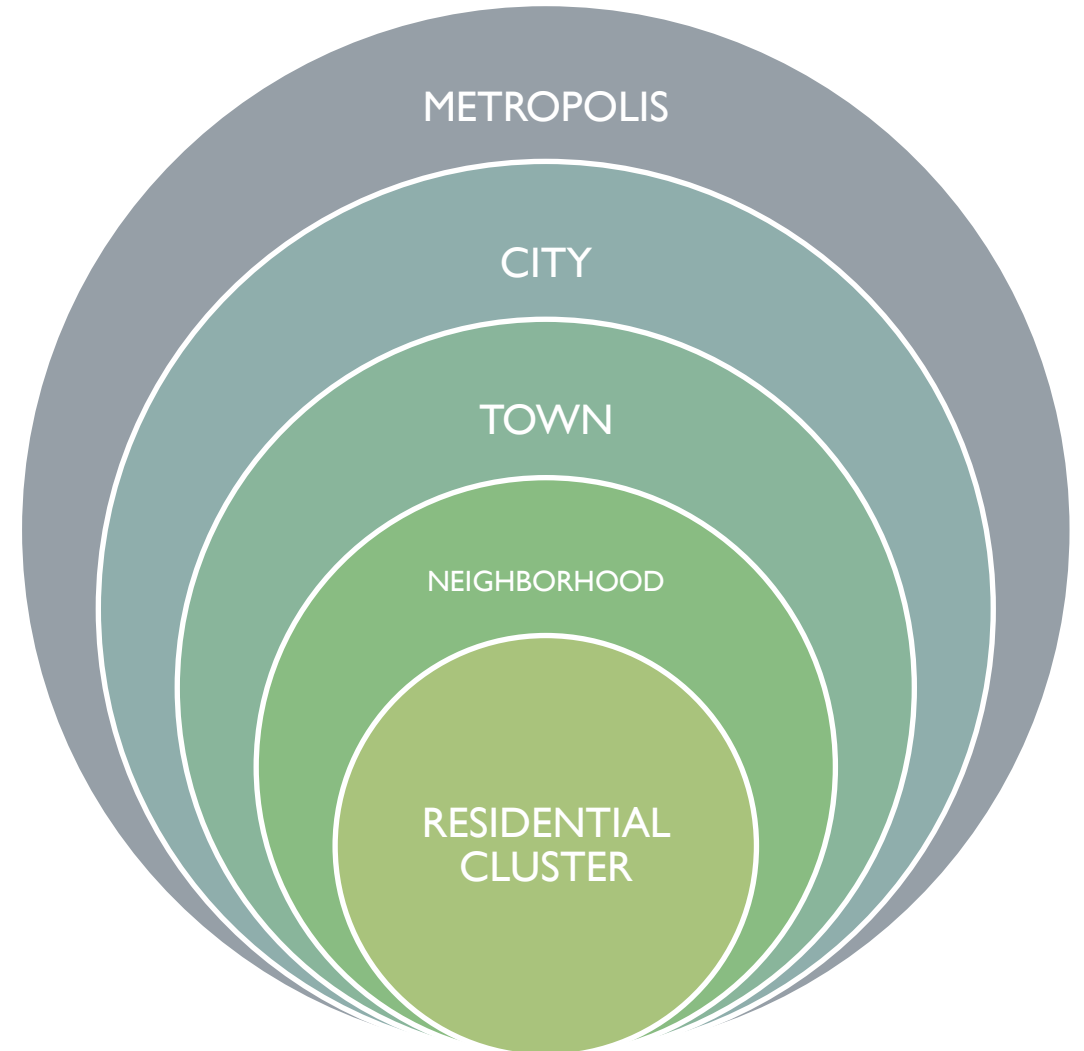 METROPOLIS
CITY
TOWN
NEIGHBORHOOD
RESIDENTIAL
CLUSTER